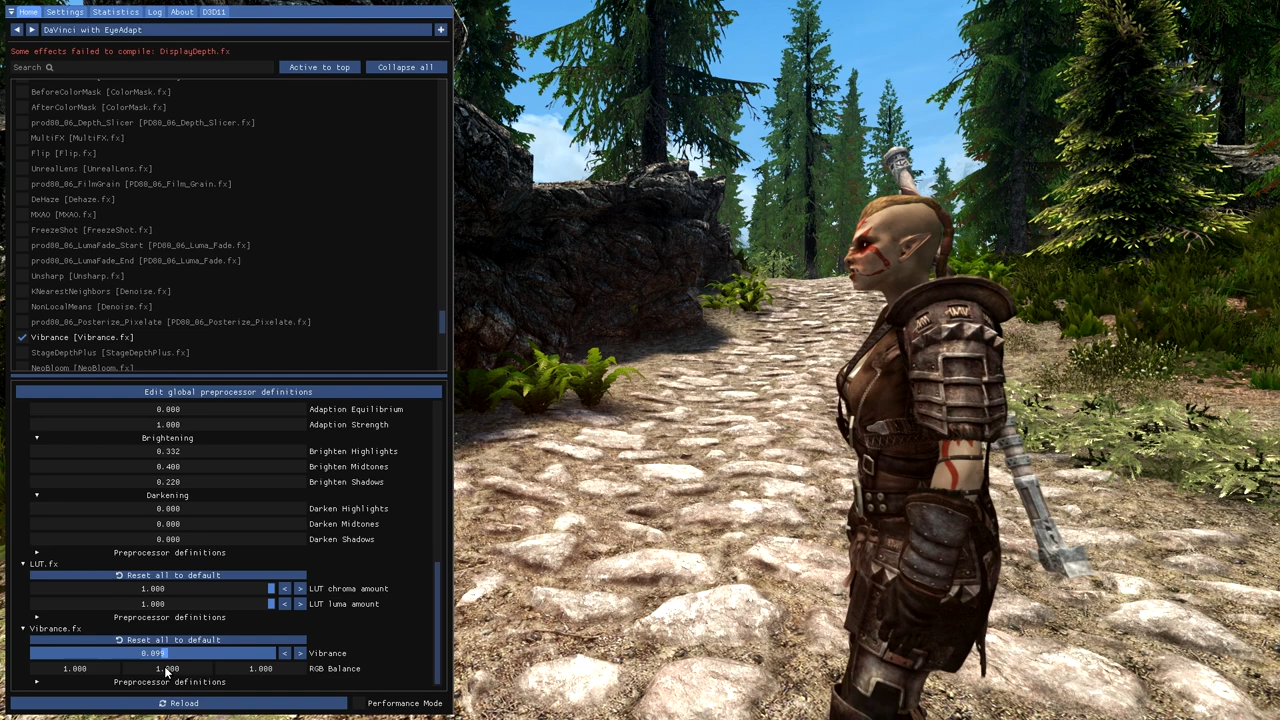 Home Settings Statistics Log About D3D11
DaVinci with EyeAdapt +
Some effects failed to compile: DisplayDepth.fx
Search Active to top Collapse all
BeforeColorMask [ColorMask.fx]
AfterColorMask [ColorMask.fx]
prod80_06_Depth_Slicer [PD80_06_Depth_Slicer.fx]
MultiFX [MultiFX.fx]
Flip [Flip.fx]
UnrealLens [UnrealLens.fx]
prod80_06_FilmGrain [PD80_06_Film_Grain.fx]
DeHaze [Dehaze.fx]
MXAO [MXAO.fx]
FreezeShot [FreezeShot.fx]
prod80_06_LumaFade_Start [PD80_06_Luma_Fade.fx]
prod80_06_LumaFade_End [PD80_06_Luma_Fade.fx]
Unsharp [Unsharp.fx]
KNearestNeighbors [Denoise.fx]
NonLocalMeans [Denoise.fx]
prod80_06_Posterize_Pixelate [PD80_06_Posterize_Pixelate.fx]
Vibrance [Vibrance.fx]
StageDepthPlus [StageDepthPlus.fx]
NeoBloom [NeoBloom.fx]
Edit global preprocessor definitions
0.000 Adaption Equilibrium
1.000 Adaption Strength
Brightening
0.332 Brighten Highlights
0.400 Brighten Midtones
0.220 Brighten Shadows
Darkening
0.000 Darken Highlights
0.000 Darken Midtones
0.000 Darken Shadows
Preprocessor definitions
LUT.fx
Reset all to default
1.000 < > LUT chroma amount
1.000 < > LUT luma amount
Preprocessor definitions
Vibrance.fx
Reset all to default
0.099 < > Vibrance
1.000 1.000 1.000 RGB Balance
Preprocessor definitions
Reload Performance Mode